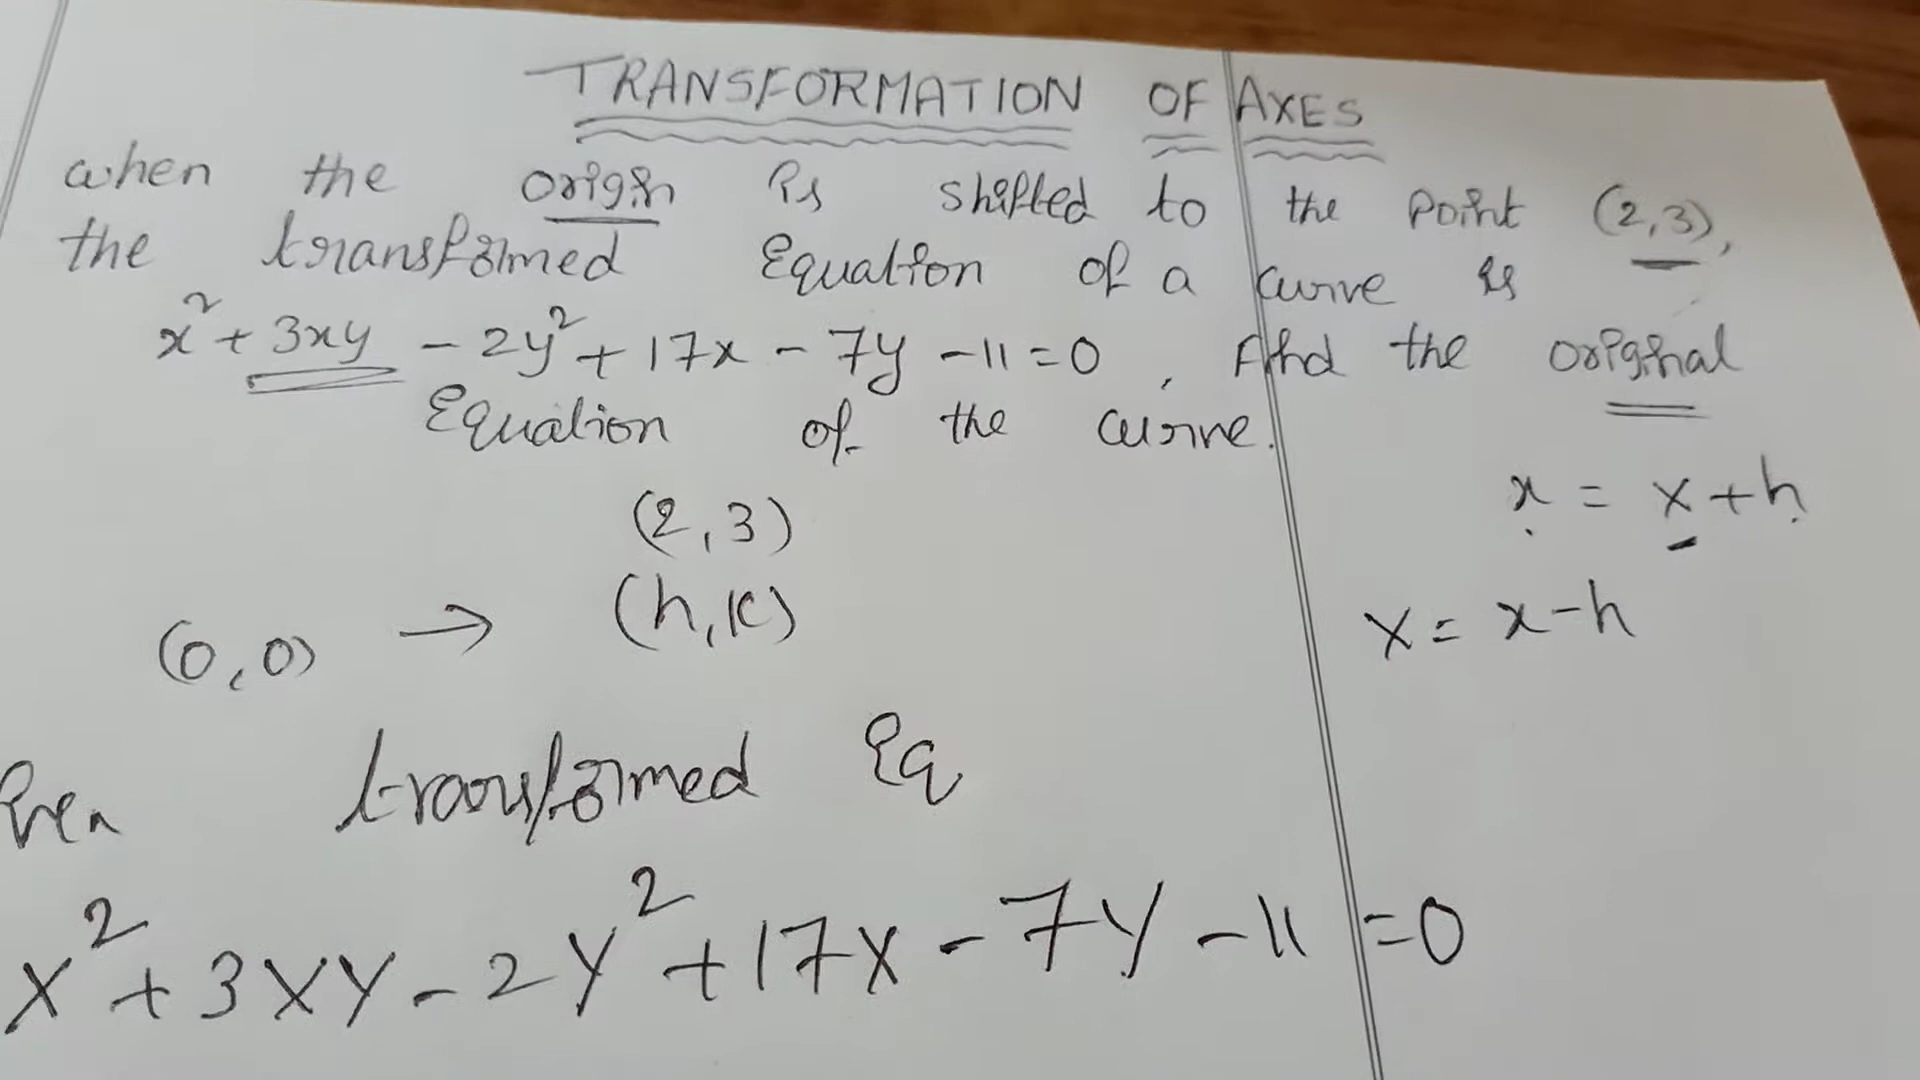 TRANSFORMATION OF AXES
when the origin is shifted to the point (2,3),
the transformed Equation of a curve is
x² + 3xy - 2y² + 17x - 7y - 11 = 0, find the original
Equation of the curve.
(2,3)
(0,0) → (h,k)
x = X + h
X = x - h
transformed Eq
X² + 3XY - 2Y² + 17X - 7Y - 11 = 0